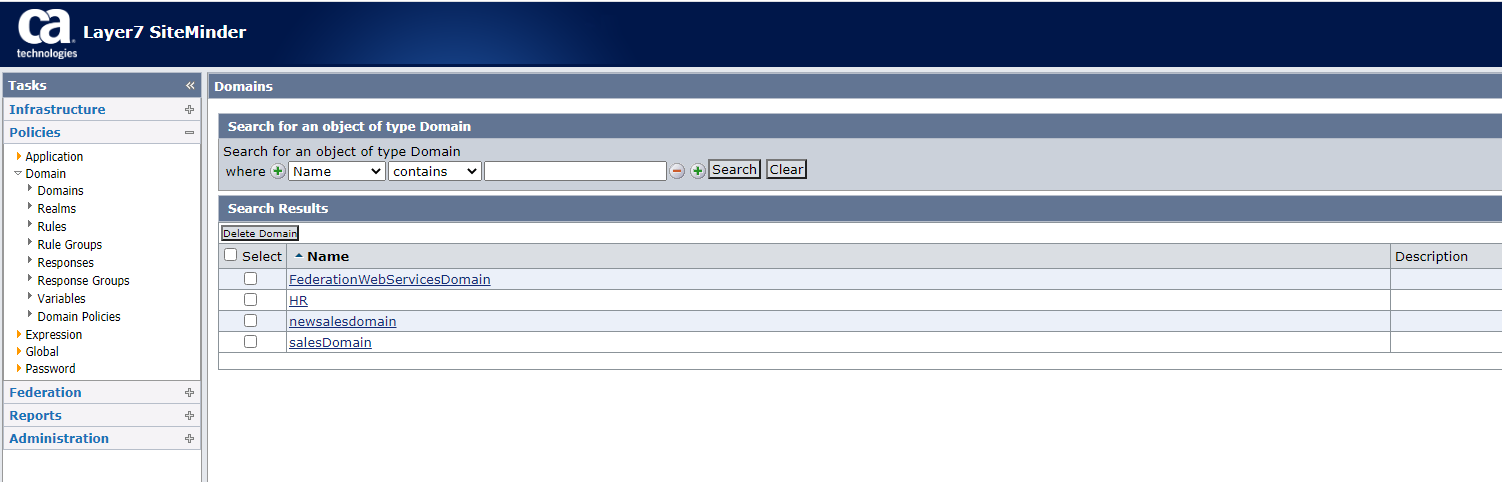 ca
technologies
Layer7 SiteMinder
Tasks «
Infrastructure
Policies
Application
Domain
Domains
Realms
Rules
Rule Groups
Responses
Response Groups
Variables
Domain Policies
Expression
Global
Password
Federation
Reports
Administration
Domains
Search for an object of type Domain
Search for an object of type Domain
where Name contains Search Clear
Search Results
Delete Domain
Select Name Description
FederationWebServicesDomain
HR
newsalesdomain
salesDomain